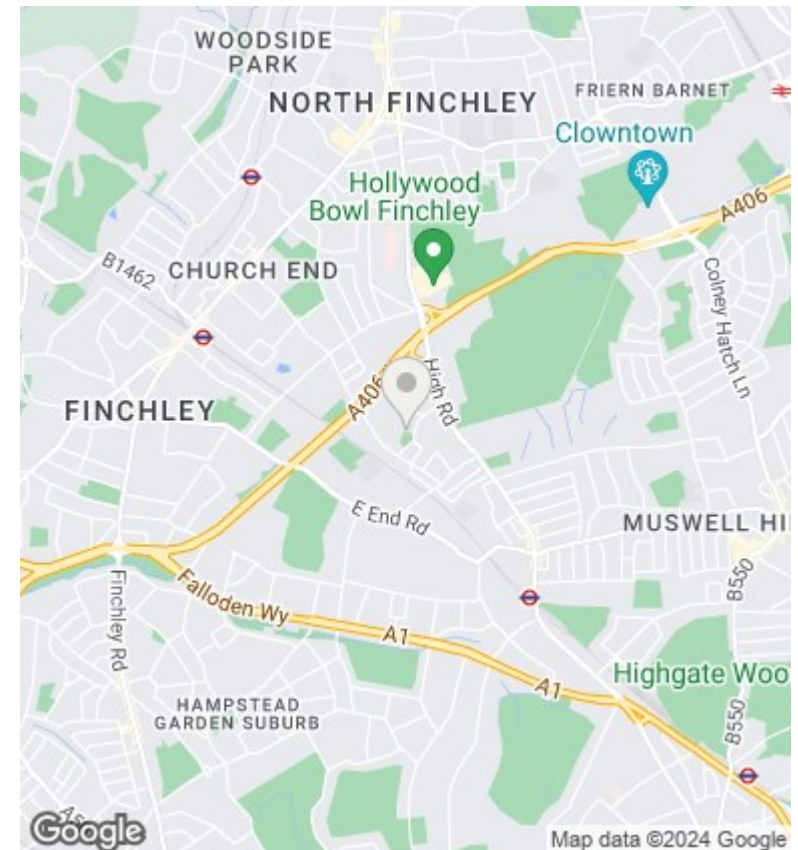 WOODSIDE
PARK
NORTH FINCHLEY
FRIERN BARNET
Clowntown
Hollywood
Bowl Finchley
A406
B1462
CHURCH END
Colney Hatch Ln
High Rd
A406
FINCHLEY
E End Rd
MUSWELL HI
B550
Falloden Wy
Finchley Rd
A1
Highgate Woo
A1
HAMPSTEAD
GARDEN SUBURB
B550
Google
Map data ©2024 Google